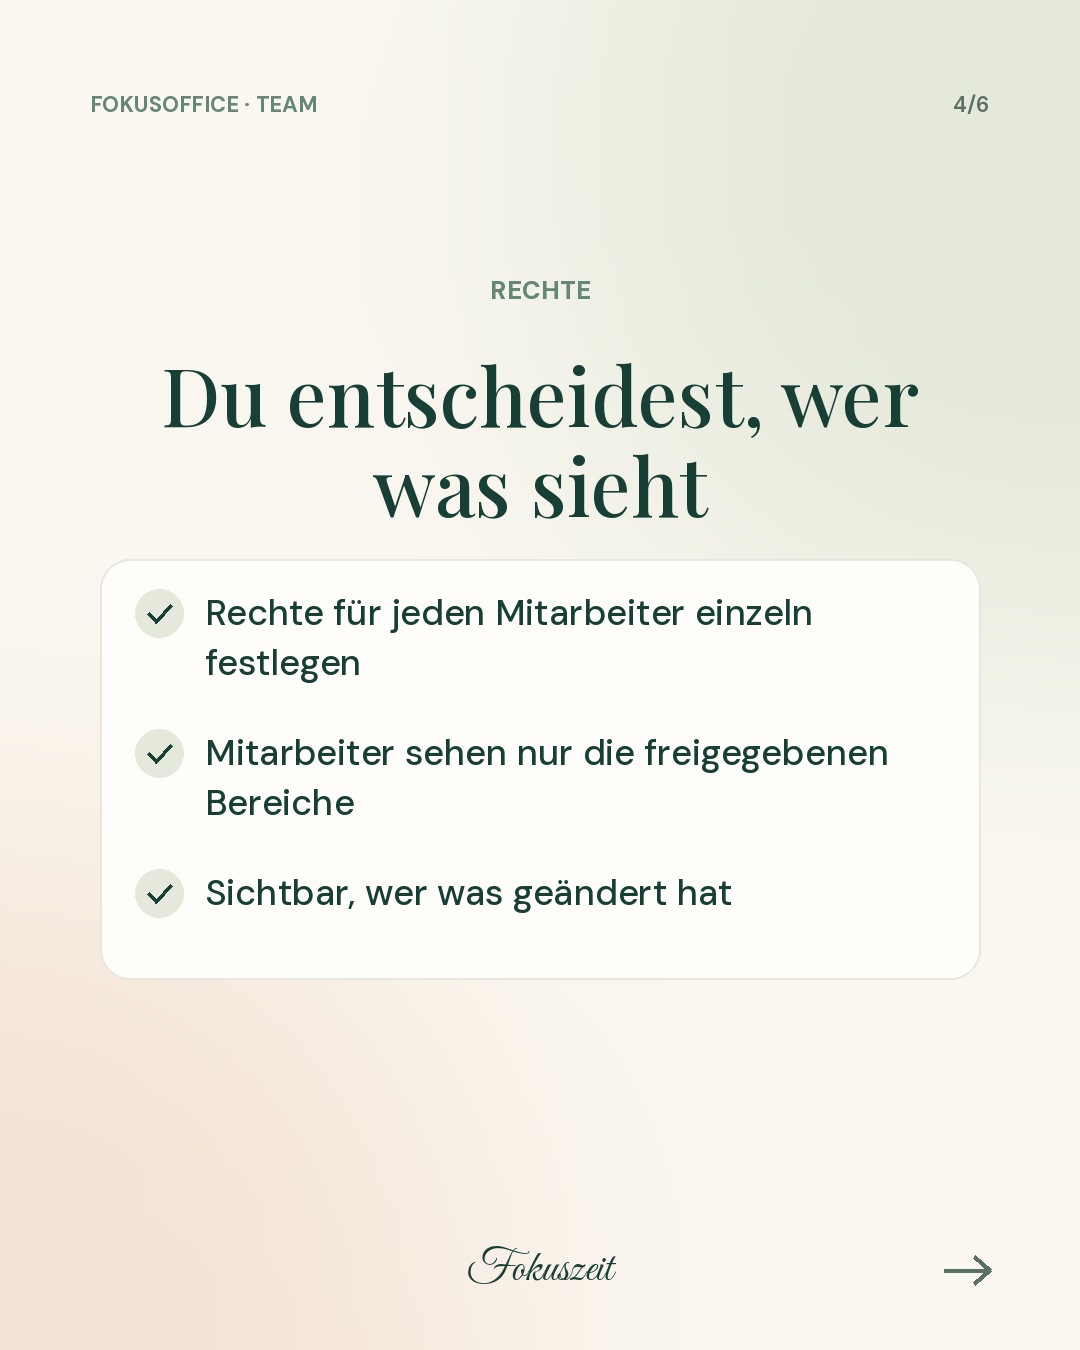 FOKUSOFFICE · TEAM
4/6
RECHTE
Du entscheidest, wer
was sieht
Rechte für jeden Mitarbeiter einzeln
festlegen
Mitarbeiter sehen nur die freigegebenen
Bereiche
Sichtbar, wer was geändert hat
Fokuszeit